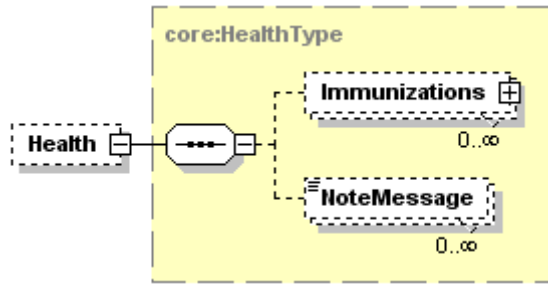 core:HealthType
Immunizations
0..∞
Health
NoteMessage
0..∞